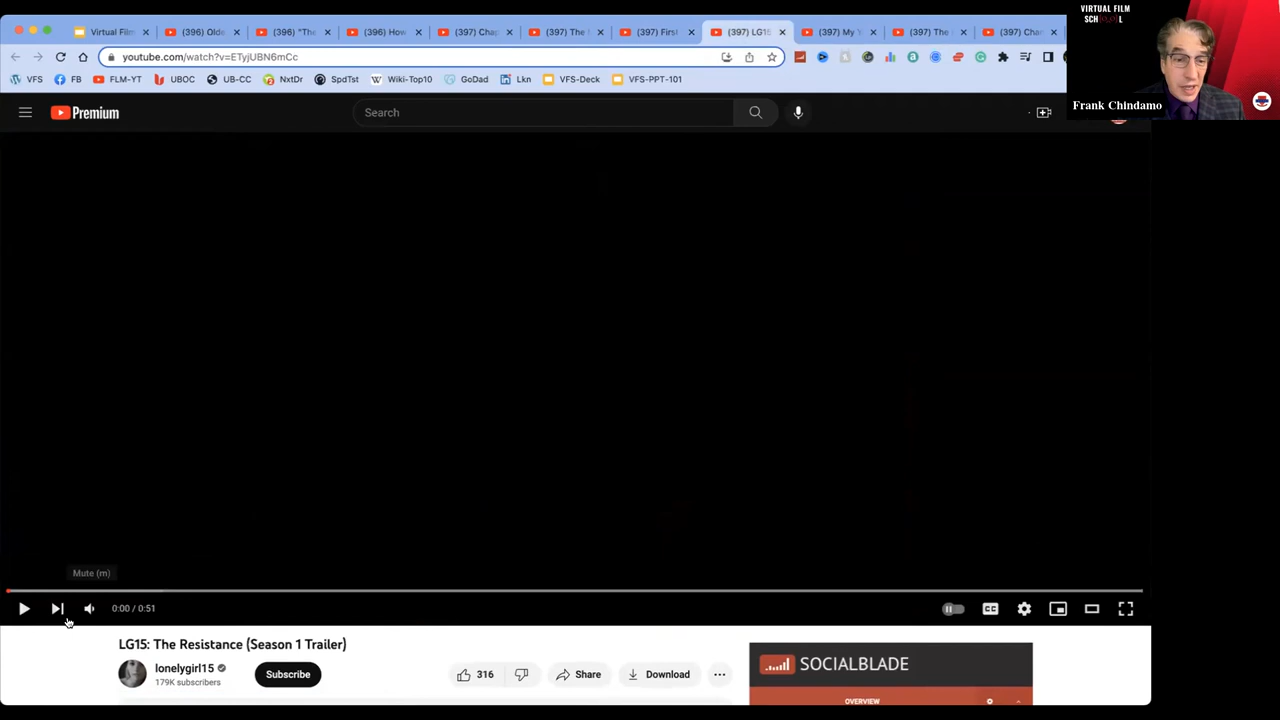 Virtual Film
(396) Olde
(396) "The
(396) How
(397) Chap
(397) The
(397) First
(397) LG15
(397) My
(397) The
(397) Chan
VIRTUAL FILM
SCHOOL
Frank Chindamo
youtube.com/watch?v=ETyjUBN6mCc
VFS
FB
FLM-YT
UBOC
UB-CC
NxtDr
SpdTst
Wiki-Top10
GoDad
Lkn
VFS-Deck
VFS-PPT-101
Premium
Search
Mute (m)
0:00 / 0:51
LG15: The Resistance (Season 1 Trailer)
lonelygirl15
179K subscribers
Subscribe
316
Share
Download
SOCIALBLADE
OVERVIEW